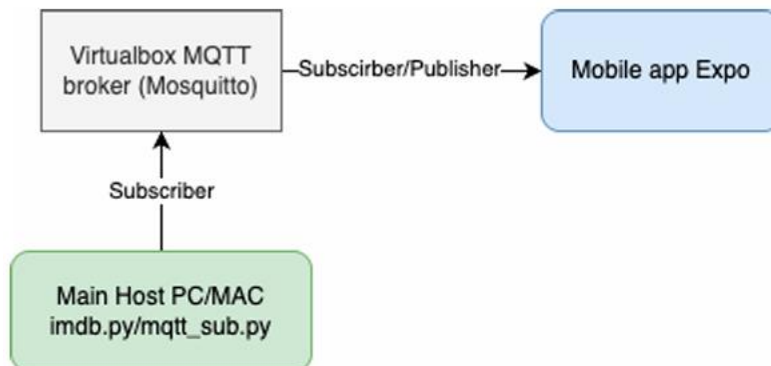 Virtualbox MQTT
broker (Mosquitto)
Subscirber/Publisher
Mobile app Expo
Subscriber
Main Host PC/MAC
imdb.py/mqtt_sub.py